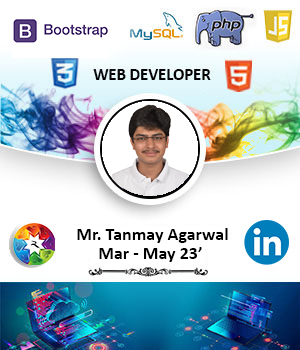 B Bootstrap
MySQL
php
JS
3
WEB DEVELOPER
5
Mr. Tanmay Agarwal
Mar - May 23’
in